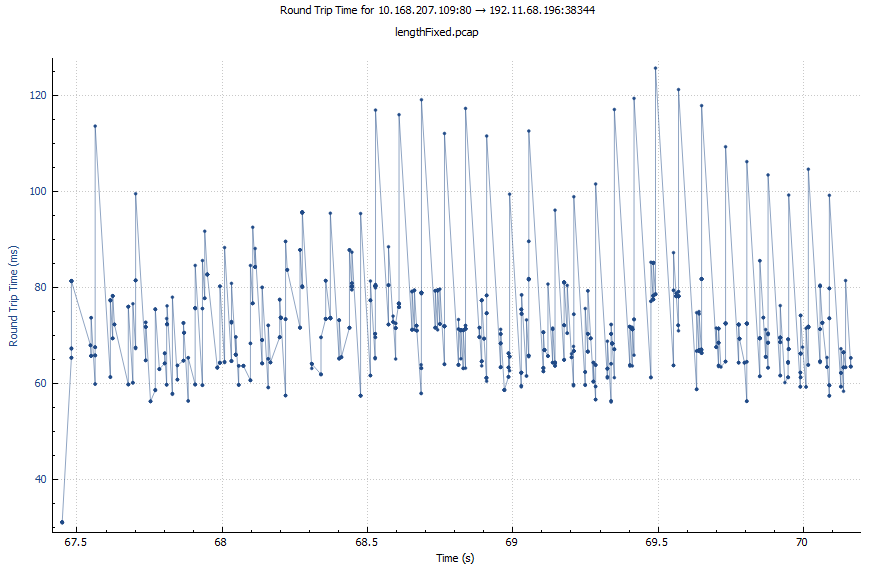 Round Trip Time for 10.168.207.109:80 → 192.11.68.196:38344
lengthFixed.pcap
Round Trip Time (ms)
120
100
80
60
40
67.5
68
68.5
69
69.5
70
Time (s)